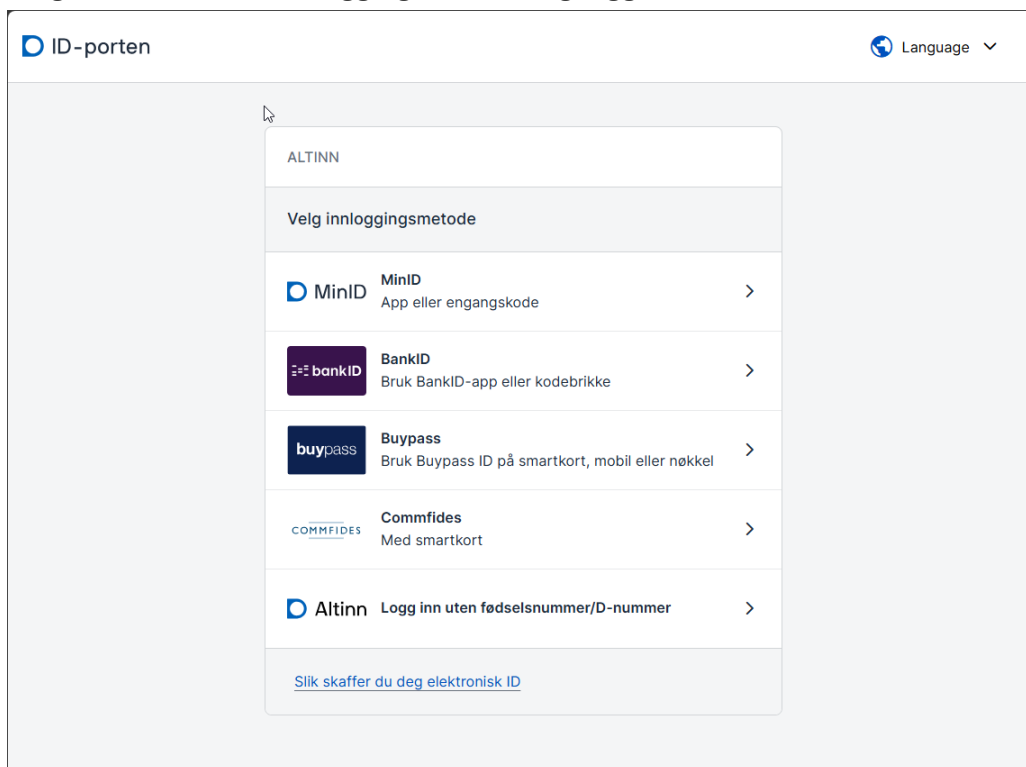 ID-porten
Language
ALTINN
Velg innloggingsmetode
MinID
MinID
App eller engangskode
bankID
BankID
Bruk BankID-app eller kodebrikke
buypass
Buypass
Bruk Buypass ID på smartkort, mobil eller nøkkel
COMMFIDES
Commfides
Med smartkort
Altinn
Logg inn uten fødselsnummer/D-nummer
Slik skaffer du deg elektronisk ID